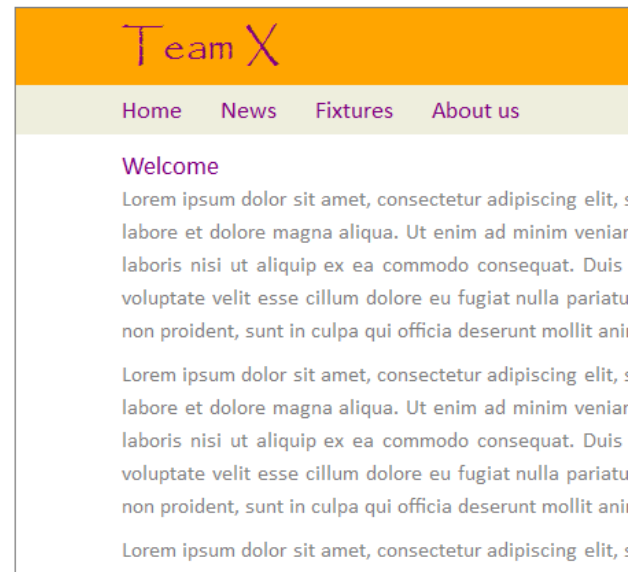 Team X
Home News Fixtures About us
Welcome
Lorem ipsum dolor sit amet, consectetur adipiscing elit,
labore et dolore magna aliqua. Ut enim ad minim
laboris nisi ut aliquip ex ea commodo consequat. Duis
voluptate velit esse cillum dolore eu fugiat nulla
non proident, sunt in culpa qui officia deserunt mollit
Lorem ipsum dolor sit amet, consectetur adipiscing elit,
labore et dolore magna aliqua. Ut enim ad minim
laboris nisi ut aliquip ex ea commodo consequat. Duis
voluptate velit esse cillum dolore eu fugiat nulla
non proident, sunt in culpa qui officia deserunt mollit
Lorem ipsum dolor sit amet, consectetur adipiscing elit,